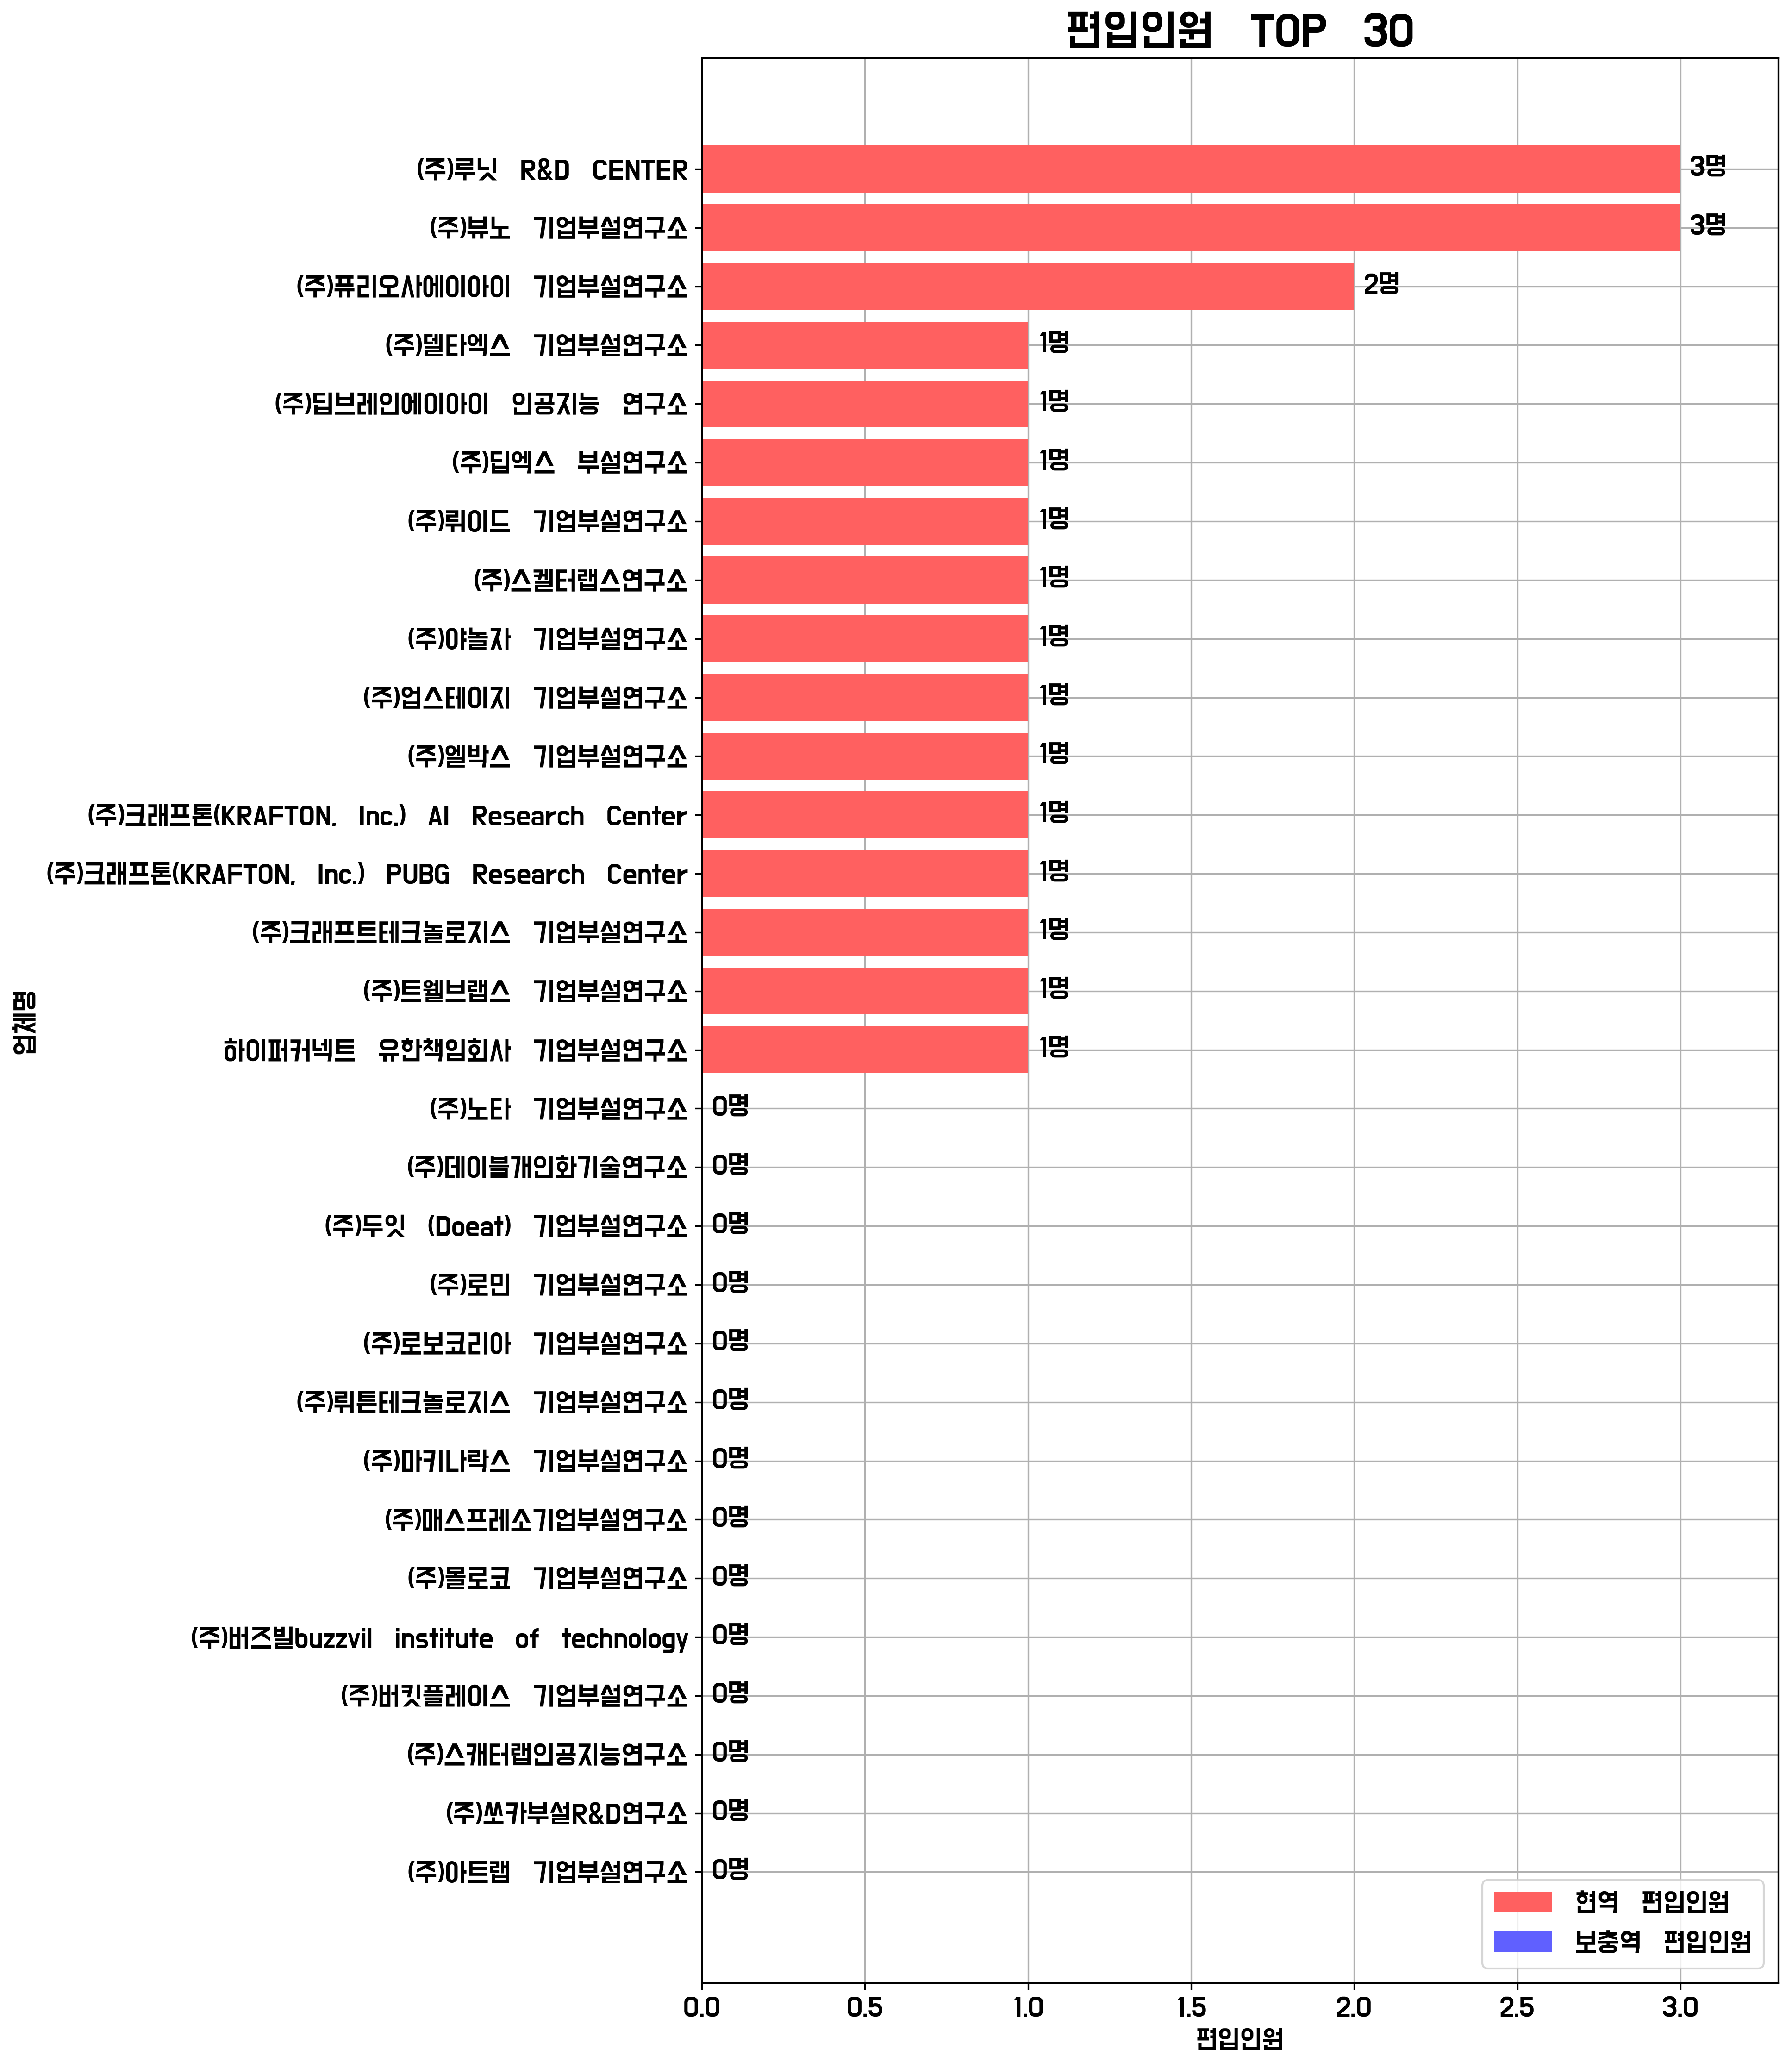 편입인원 TOP 30
(주)루닛 R&D CENTER 3명
(주)뷰노 기업부설연구소 3명
(주)퓨리오사에이아이 기업부설연구소 2명
(주)델타엑스 기업부설연구소 1명
(주)딥브레인에이아이 인공지능 연구소 1명
(주)딥엑스 부설연구소 1명
(주)뤼이드 기업부설연구소 1명
(주)스켈터랩스연구소 1명
(주)야놀자 기업부설연구소 1명
(주)업스테이지 기업부설연구소 1명
(주)엘박스 기업부설연구소 1명
(주)크래프톤(KRAFTON, Inc.) AI Research Center 1명
(주)크래프톤(KRAFTON, Inc.) PUBG Research Center 1명
(주)크래프트테크놀로지스 기업부설연구소 1명
(주)트웰브랩스 기업부설연구소 1명
하이퍼커넥트 유한책임회사 기업부설연구소 1명
(주)노타 기업부설연구소 0명
(주)데이블개인화기술연구소 0명
(주)두잇 (Doeat) 기업부설연구소 0명
(주)로민 기업부설연구소 0명
(주)로보코리아 기업부설연구소 0명
(주)뤼튼테크놀로지스 기업부설연구소 0명
(주)마키나락스 기업부설연구소 0명
(주)매스프레소기업부설연구소 0명
(주)몰로코 기업부설연구소 0명
(주)버즈빌buzzvil institute of technology 0명
(주)버킷플레이스 기업부설연구소 0명
(주)스캐터랩인공지능연구소 0명
(주)쏘카부설R&D연구소 0명
(주)아트랩 기업부설연구소 0명
업체명
현역 편입인원
보충역 편입인원
0.0 0.5 1.0 1.5 2.0 2.5 3.0
편입인원